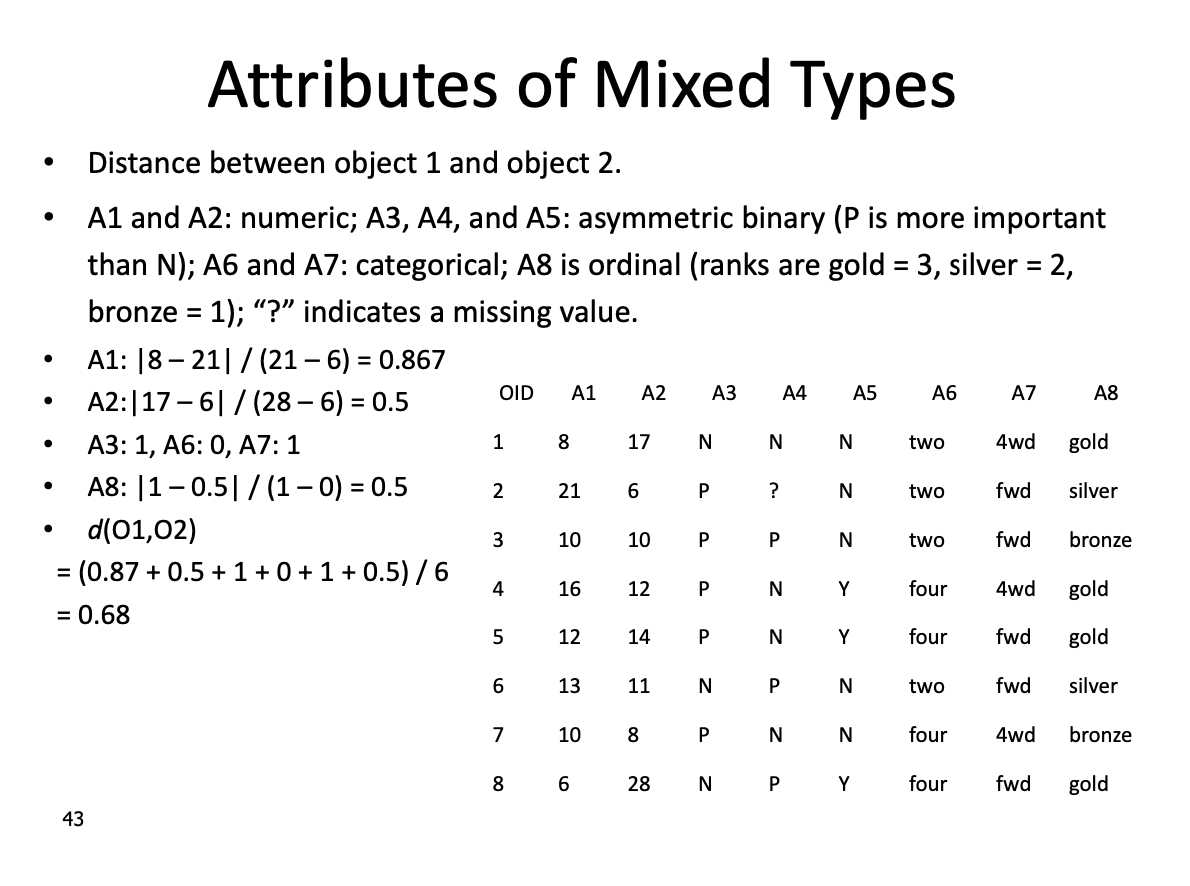 Attributes of Mixed Types
• Distance between object 1 and object 2.
• A1 and A2: numeric; A3, A4, and A5: asymmetric binary (P is more important
than N); A6 and A7: categorical; A8 is ordinal (ranks are gold = 3, silver = 2,
bronze = 1); “?” indicates a missing value.
• A1: |8 – 21| / (21 – 6) = 0.867
• A2:|17 – 6| / (28 – 6) = 0.5
• A3: 1, A6: 0, A7: 1
• A8: |1 – 0.5| / (1 – 0) = 0.5
• d(O1,O2)
= (0.87 + 0.5 + 1 + 0 + 1 + 0.5) / 6
= 0.68
OID A1 A2 A3 A4 A5 A6 A7 A8
1 8 17 N N N two 4wd gold
2 21 6 P ? N two fwd silver
3 10 10 P P N two fwd bronze
4 16 12 P N Y four 4wd gold
5 12 14 P N Y four fwd gold
6 13 11 N P N two fwd silver
7 10 8 P N N four 4wd bronze
8 6 28 N P Y four fwd gold
43